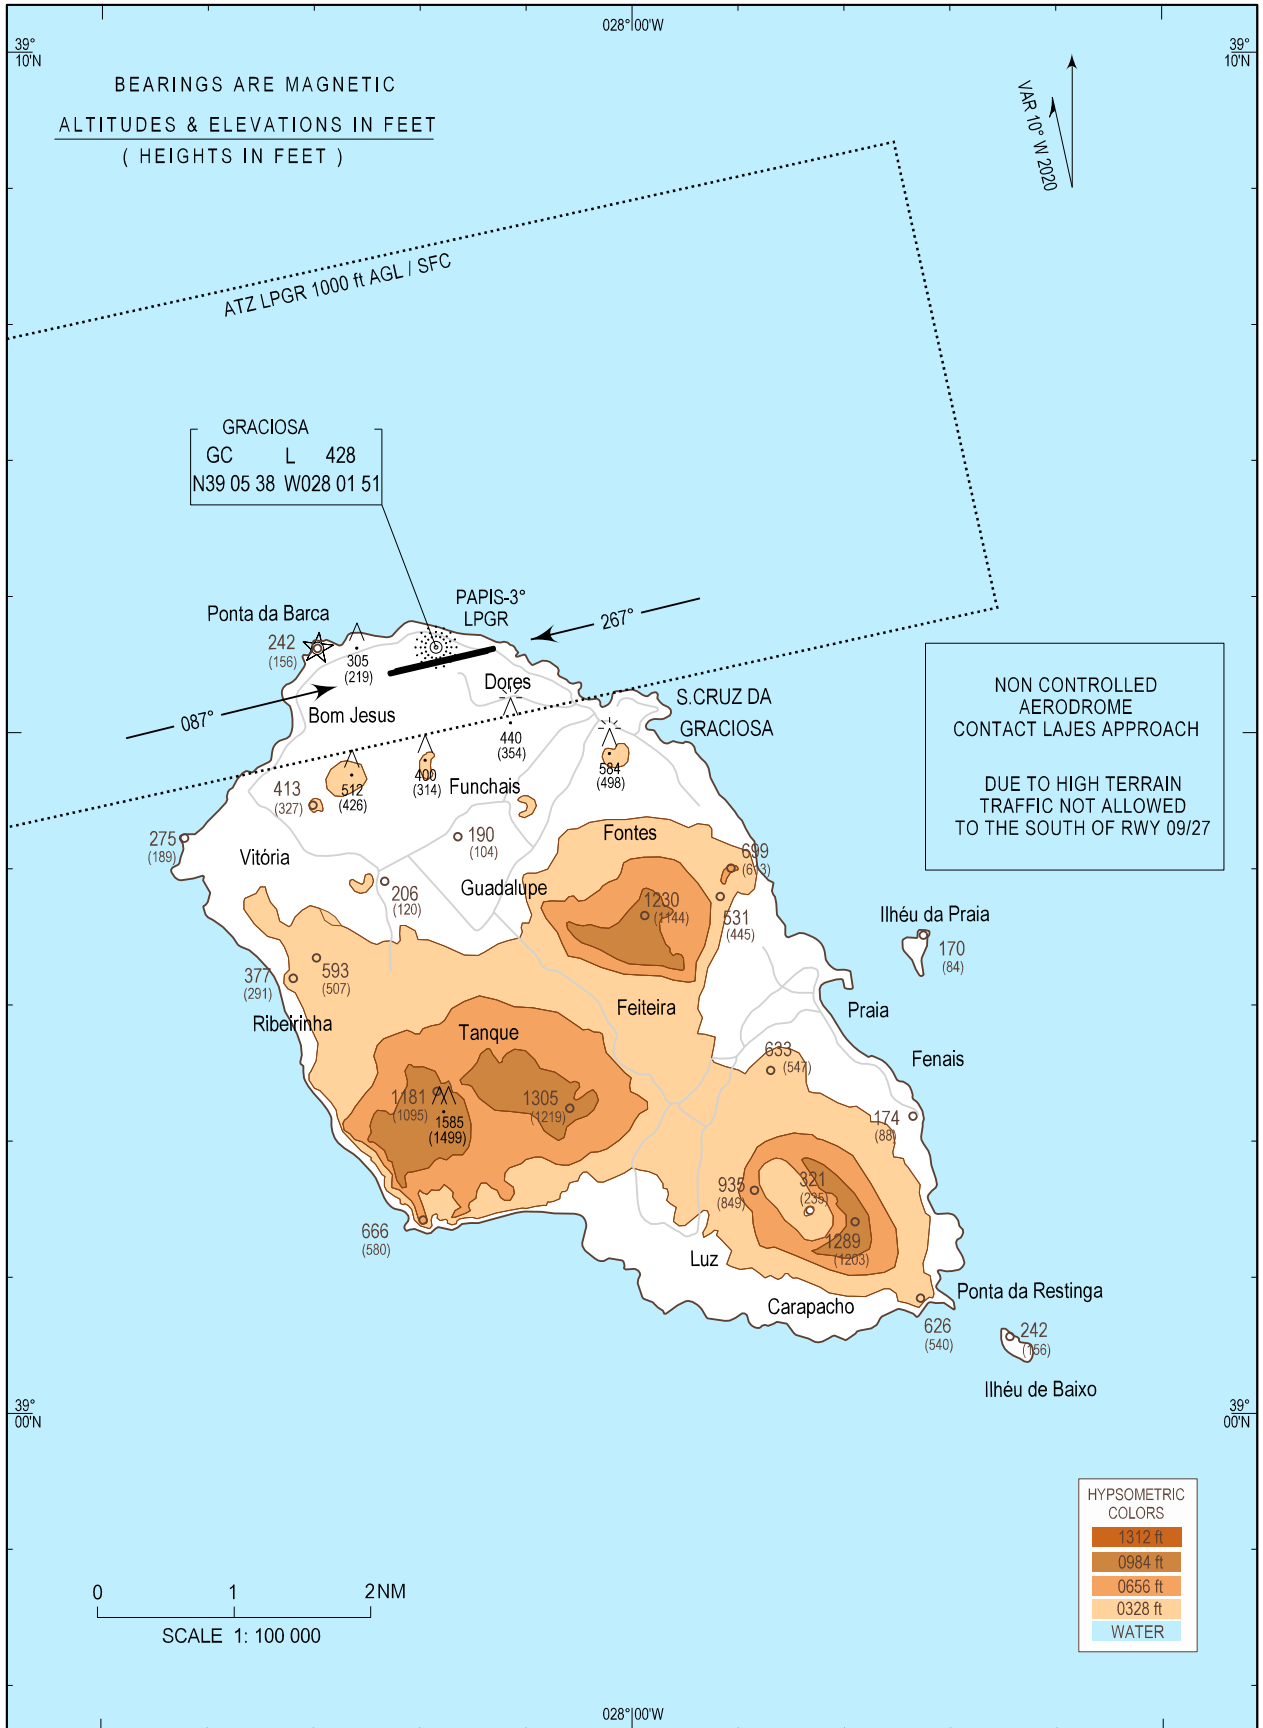 028°00'W
39°
10'N
39°
10'N
BEARINGS ARE MAGNETIC
ALTITUDES & ELEVATIONS IN FEET
( HEIGHTS IN FEET )
VAR 10° W 2020
ATZ LPGR 1000 ft AGL / SFC
GRACIOSA
GC L 428
N39 05 38 W028 01 51
PAPIS-3°
LPGR
Ponta da Barca
242
(156)
305
(219)
267°
087°
Dores
Bom Jesus
S.CRUZ DA
GRACIOSA
NON CONTROLLED
AERODROME
CONTACT LAJES APPROACH
DUE TO HIGH TERRAIN
TRAFFIC NOT ALLOWED
TO THE SOUTH OF RWY 09/27
440
(354)
584
(498)
400
(314)
512
(426)
413
(327)
Funchais
275
(189)
Vitória
190
(104)
Fontes
699
(613)
206
(120)
Guadalupe
1230
(1144)
531
(445)
Ilhéu da Praia
170
(84)
593
(507)
377
(291)
Ribeirinha
Feiteira
Praia
Tanque
Fenais
633
(547)
1181
(1095)
1585
(1499)
1305
(1219)
174
(88)
935
(849)
321
(235)
666
(580)
1289
(1203)
Luz
Carapacho
Ponta da Restinga
626
(540)
242
(156)
Ilhéu de Baixo
39°
00'N
39°
00'N
HYPSOMETRIC
COLORS
1312 ft
0984 ft
0656 ft
0328 ft
WATER
0 1 2NM
SCALE 1: 100 000
028°00'W